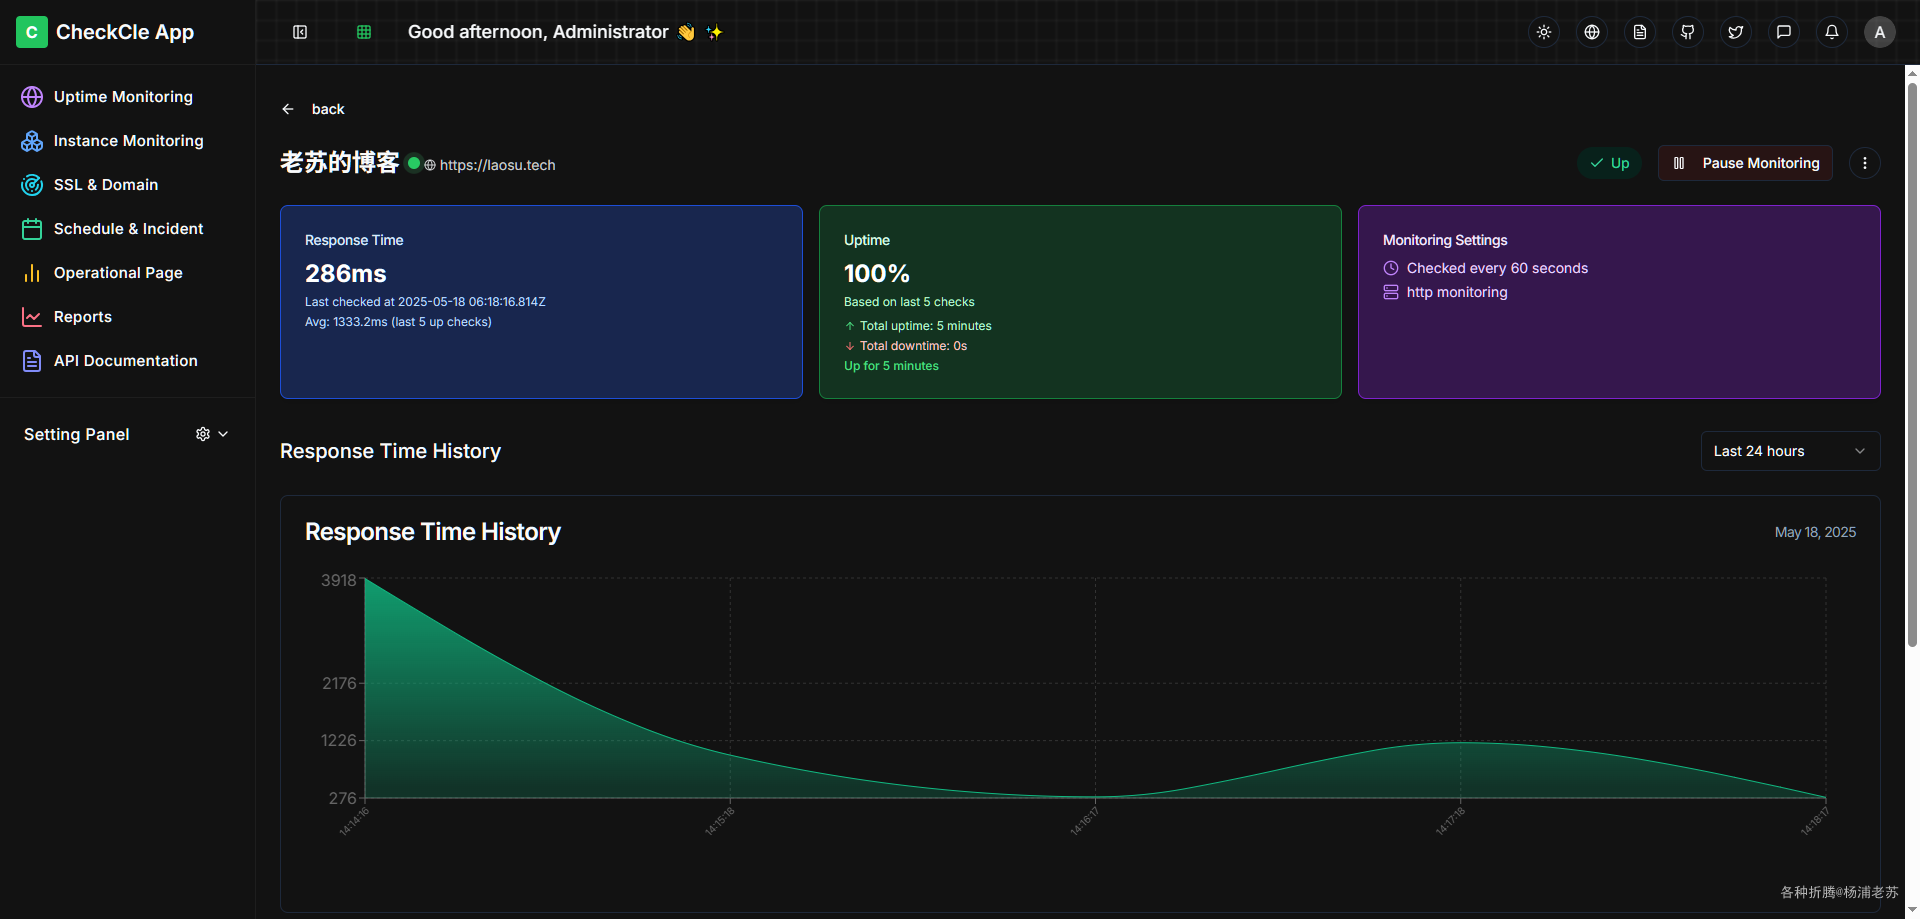 C CheckCle App
Good afternoon, Administrator 👋 ✨
A
Uptime Monitoring
Instance Monitoring
SSL & Domain
Schedule & Incident
Operational Page
Reports
API Documentation
Setting Panel
back
老苏的博客 https://laosu.tech
Up
Pause Monitoring
Response Time
286ms
Last checked at 2025-05-18 06:18:16.814Z
Avg: 1333.2ms (last 5 up checks)
Uptime
100%
Based on last 5 checks
↑ Total uptime: 5 minutes
↓ Total downtime: 0s
Up for 5 minutes
Monitoring Settings
Checked every 60 seconds
http monitoring
Response Time History
Last 24 hours
Response Time History
May 18, 2025
3918
2176
1226
276
14:14:16
14:15:18
14:16:17
14:17:18
14:18:17
各种折腾@杨浦老苏